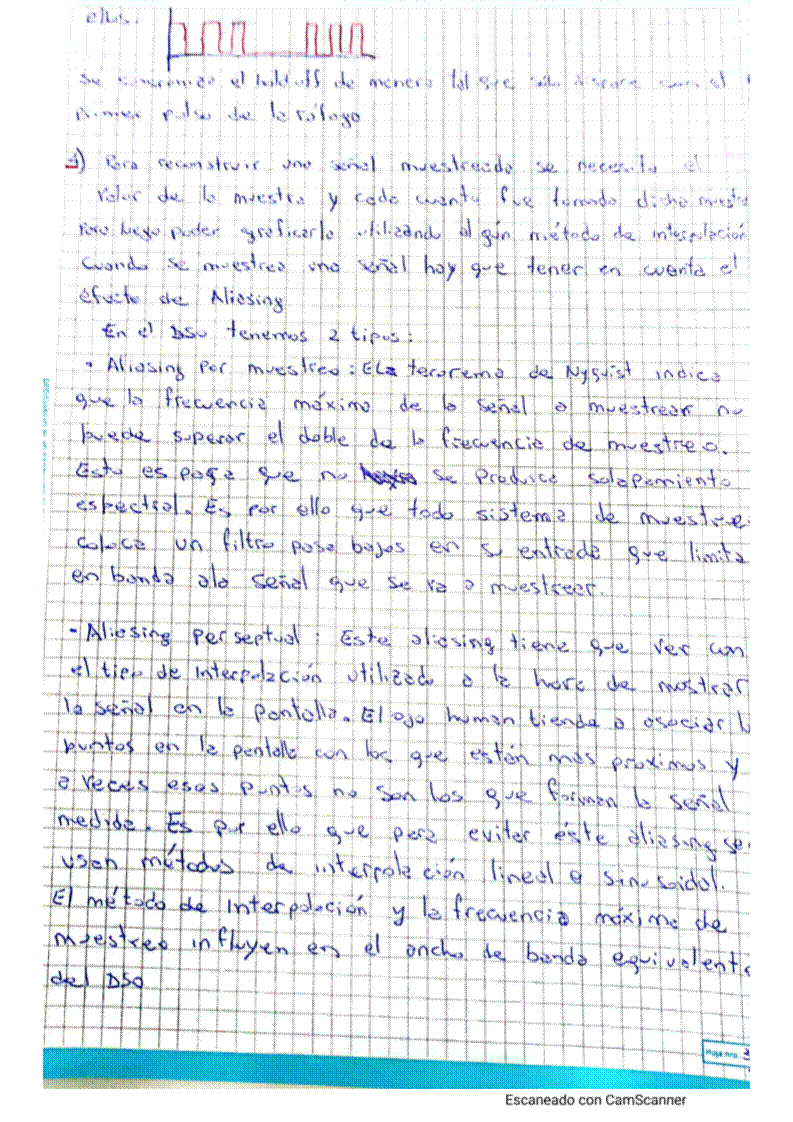 ellos.
se sincroniza el holdoff de manera tal que solo dispare con el
primer pulso de la ráfaga
4) Para reconstruir una señal muestreada se necesita el
valor de la muestra y cada cuanto fue tomada dicha muestra
Para luego poder graficarla utilizando algún método de interpolación
Cuando se muestrea una señal hay que tener en cuenta el
efecto de Aliasing
En el DSO tenemos 2 tipos:
- Aliasing por muestreo: El teorema de Nyquist indica
que la frecuencia máxima de la señal a muestrear no
puede superar el doble de la frecuencia de muestreo.
Esto es para que no se produzca solapamiento
espectral. Es por ello que todo sistema de muestreo
coloca un filtro pasa bajos en su entrada que limita
en banda a la señal que se va a muestrear.
- Aliasing perseptual: Este aliasing tiene que ver con
el tipo de interpolación utilizado a la hora de mostrar
la señal en la pantalla. El ojo human tiende a asociar
puntos en la pantalla con los que están más proximos y
a veces esos puntos no son los que forman la señal
medida. Es por ello que para evitar éste aliasing se
usan métodos de interpolación lineal o sinusoidal.
El método de interpolación y la frecuencia máxima de
muestreo influyen en el ancho de banda equivalente
del DSO
Hoja nro. 3
Escaneado con CamScanner